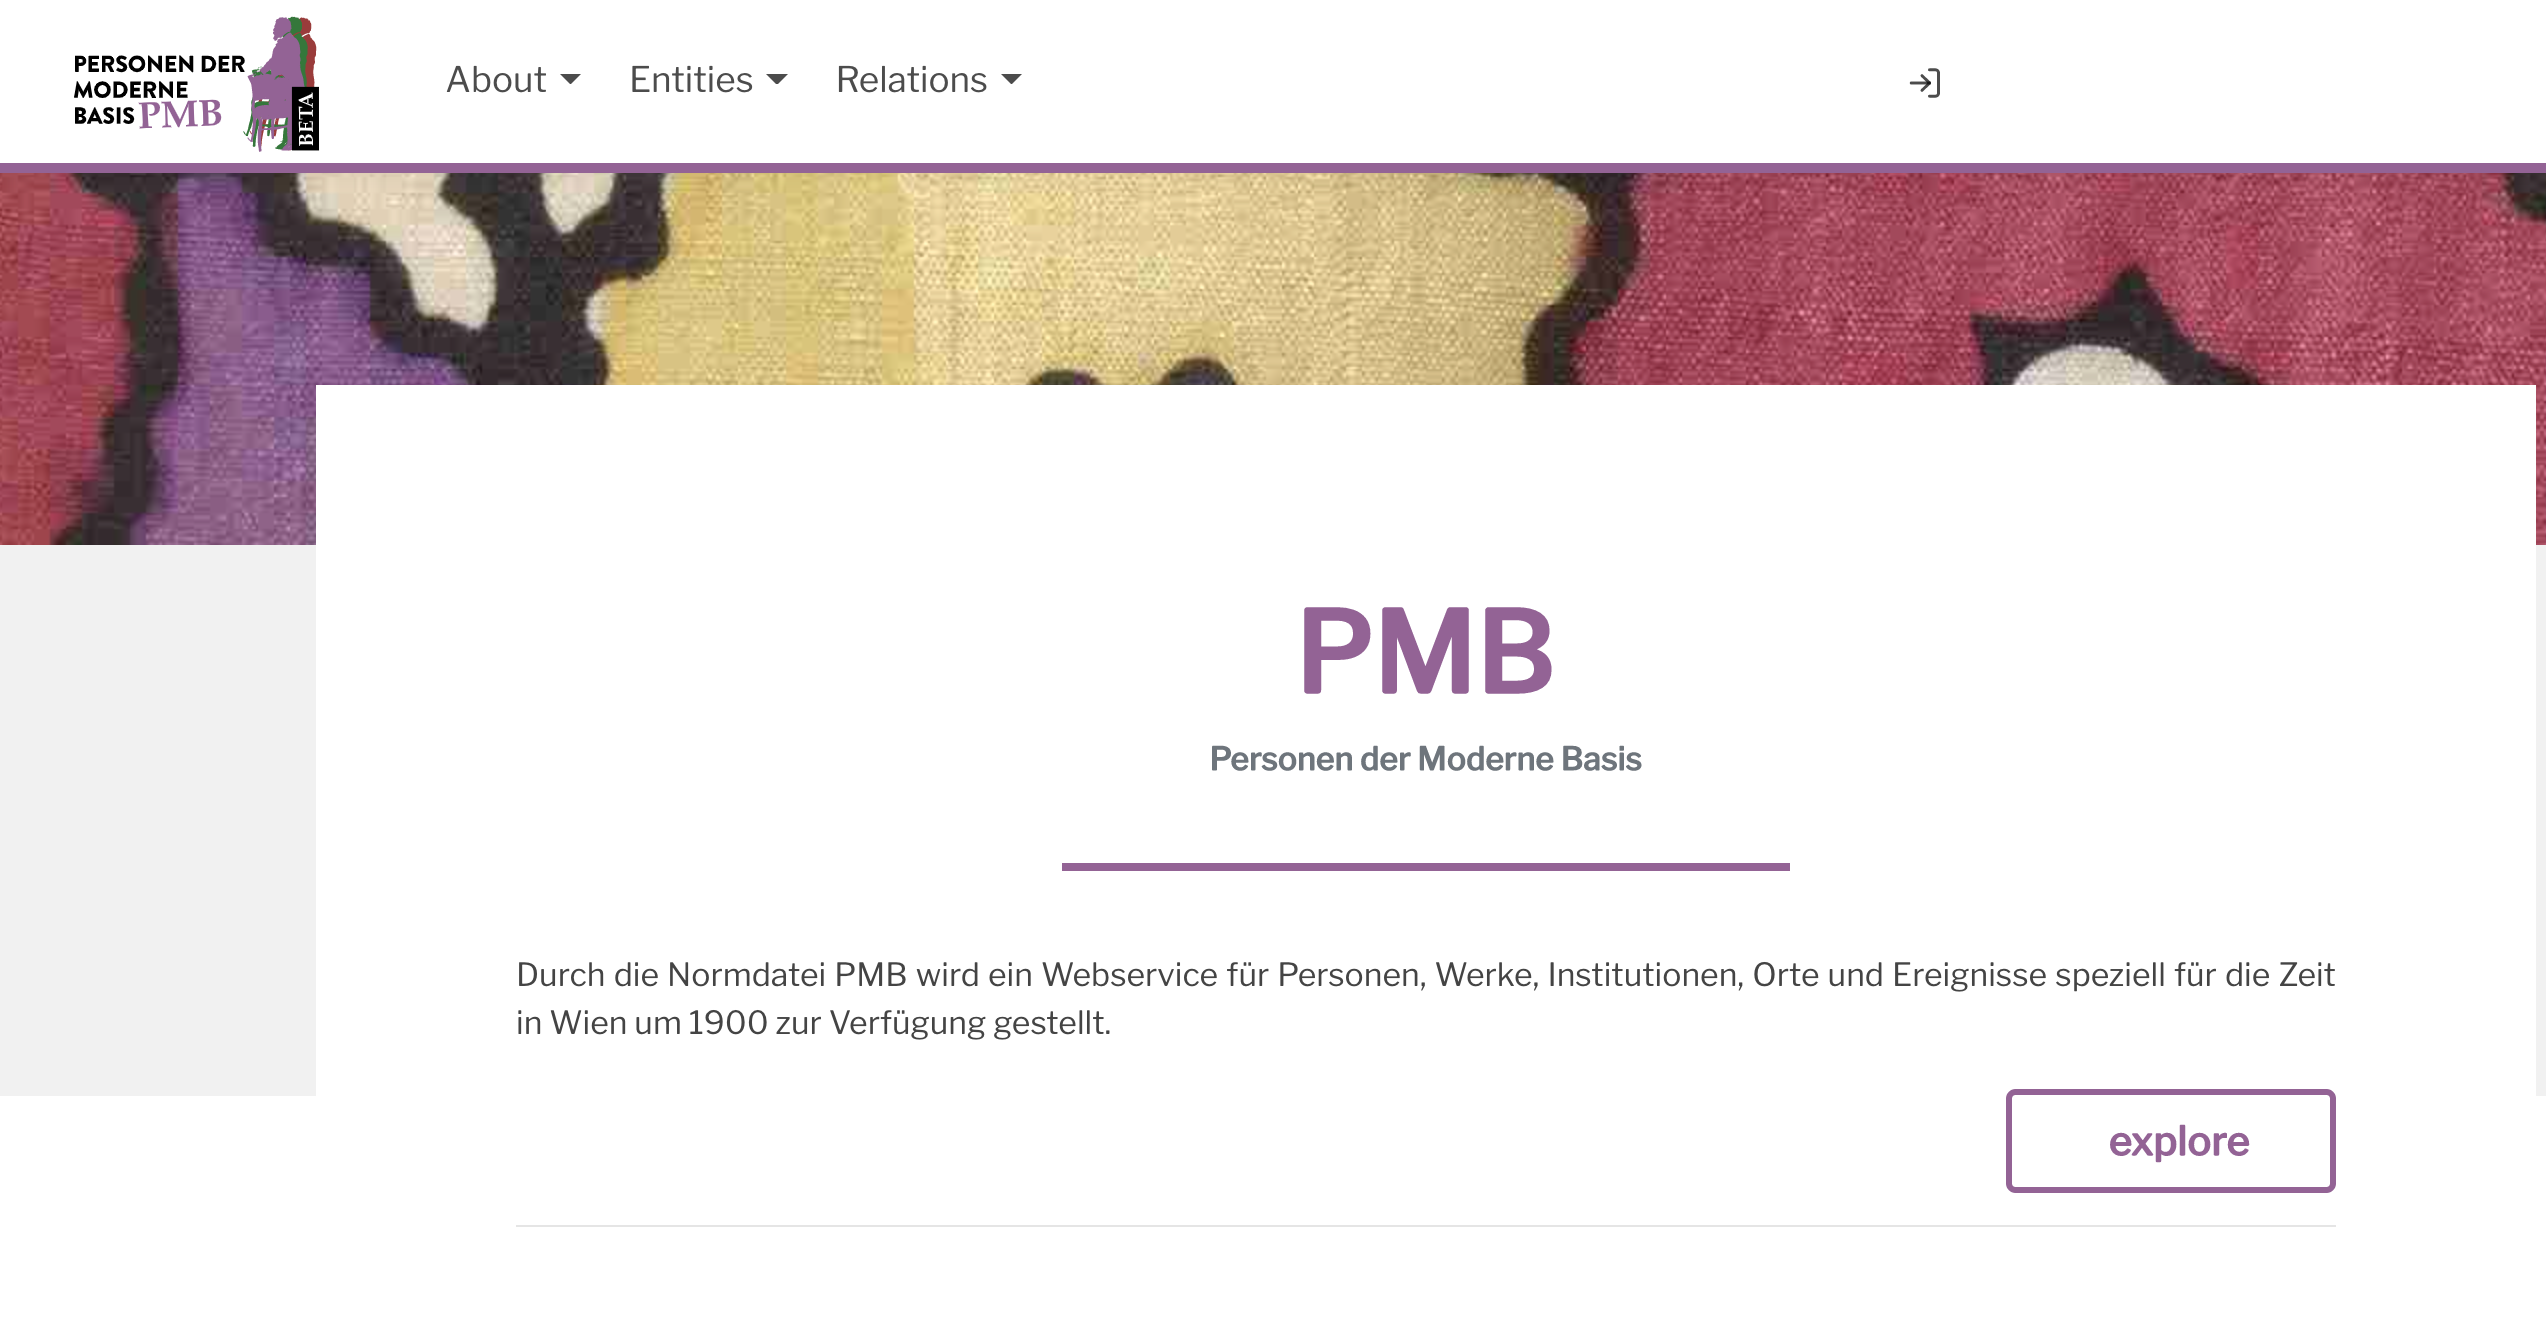 PERSONEN DER
MODERNE
BASIS PMB
BETA
About
Entities
Relations
PMB
Personen der Moderne Basis
Durch die Normdatei PMB wird ein Webservice für Personen, Werke, Institutionen, Orte und Ereignisse speziell für die Zeit
in Wien um 1900 zur Verfügung gestellt.
explore